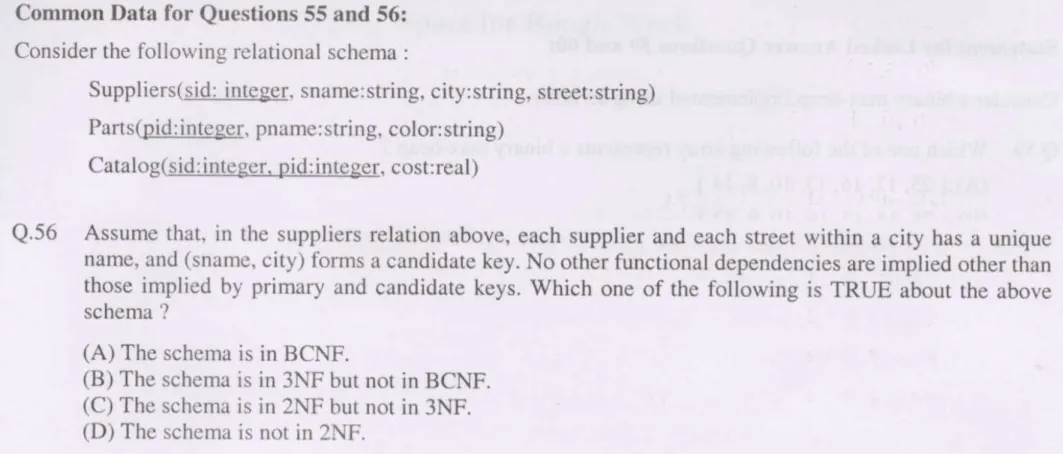 Common Data for Questions 55 and 56:
Consider the following relational schema :
Suppliers(sid: integer, sname:string, city:string, street:string)
Parts(pid:integer, pname:string, color:string)
Catalog(sid:integer, pid:integer, cost:real)
Q.56 Assume that, in the suppliers relation above, each supplier and each street within a city has a unique
name, and (sname, city) forms a candidate key. No other functional dependencies are implied other than
those implied by primary and candidate keys. Which one of the following is TRUE about the above
schema ?
(A) The schema is in BCNF.
(B) The schema is in 3NF but not in BCNF.
(C) The schema is in 2NF but not in 3NF.
(D) The schema is not in 2NF.